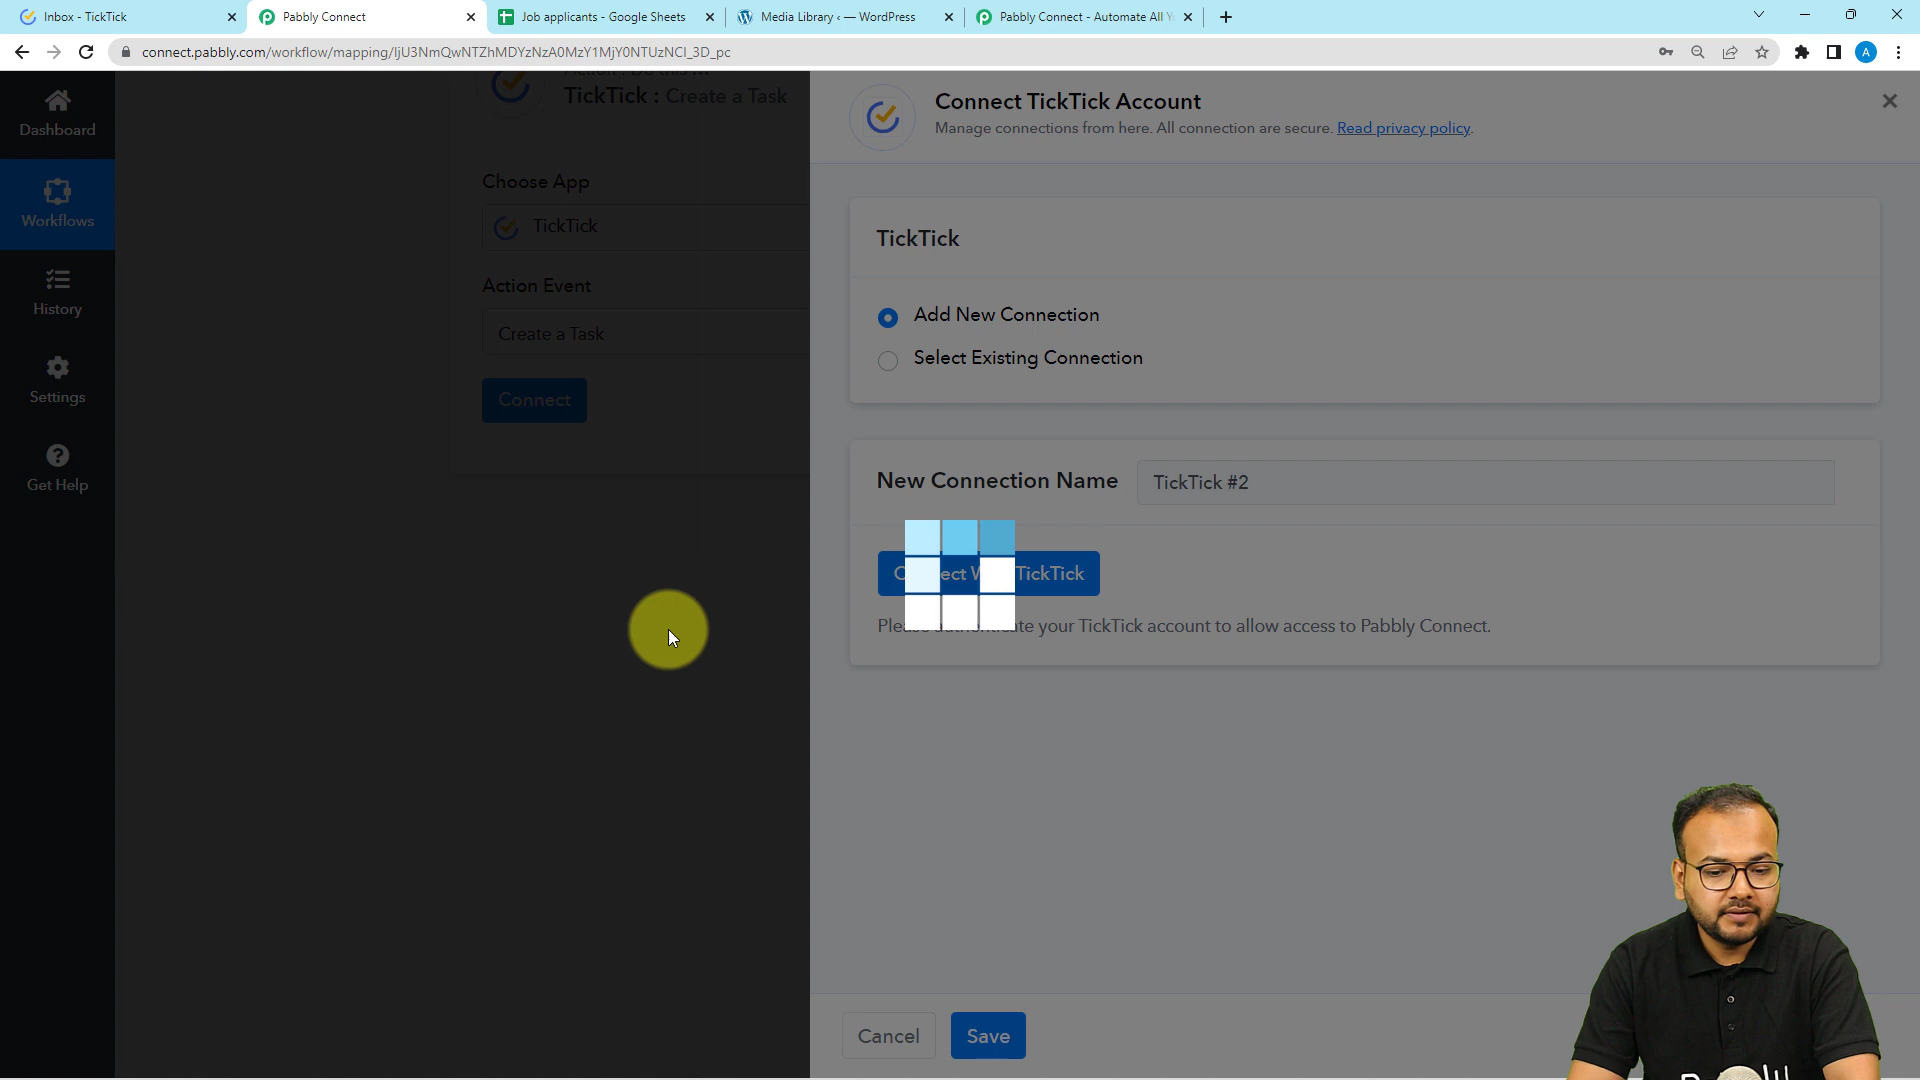 Inbox - TickTick
Pabbly Connect
Job applicants - Google Sheets
Media Library ‹ — WordPress
Pabbly Connect - Automate All Y
connect.pabbly.com/workflow/mapping/IjU3NmQwNTZhMDYzNzA0MzY1MjY0NTUzNCI_3D_pc
A
Dashboard
Workflows
History
Settings
Get Help
TickTick : Create a Task
Choose App
TickTick
Action Event
Create a Task
Connect
Connect TickTick Account
Manage connections from here. All connection are secure. Read privacy policy.
TickTick
Add New Connection
Select Existing Connection
New Connection Name
TickTick #2
TickTick
your TickTick account to allow access to Pabbly Connect.
Cancel
Save